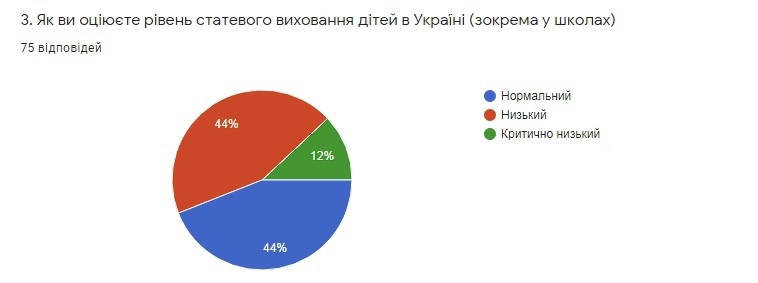 3. Як ви оцінюєте рівень статевого виховання дітей в Україні (зокрема у школах)
75 відповідей
Нормальний
Низький
Критично низький
44%
12%
44%